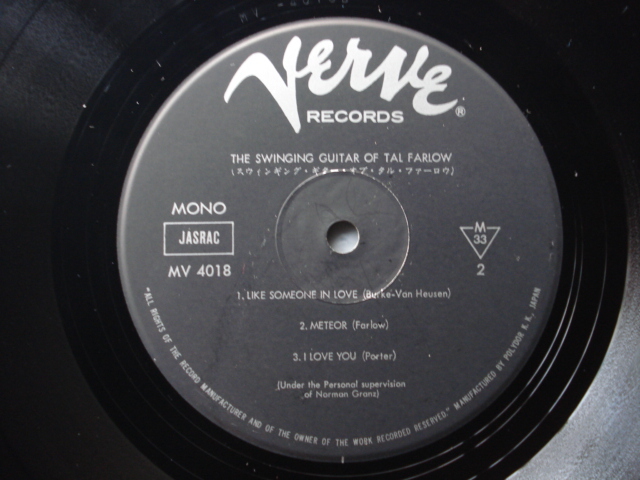 Verve
RECORDS ®
THE SWINGING GUITAR OF TAL FARLOW
(スウィンギング・ギター・オブ・タル・ファーロウ)
MONO
JASRAC
MV 4018
M
33
2
1. LIKE SOMEONE IN LOVE (Burke-Van Heusen)
2. METEOR (Farlow)
3. I LOVE YOU (Porter)
(Under the Personal supervision
of Norman Granz)
"ALL RIGHTS OF THE RECORD MANUFACTURER AND OF THE OWNER OF THE WORK RECORDED RESERVED." MANUFACTURED BY POLYDOR K. K., JAPAN